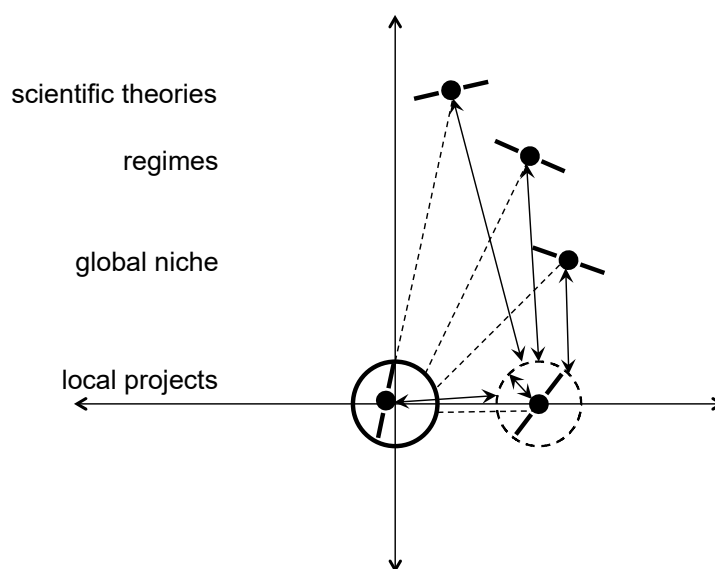 scientific theories
regimes
global niche
local projects